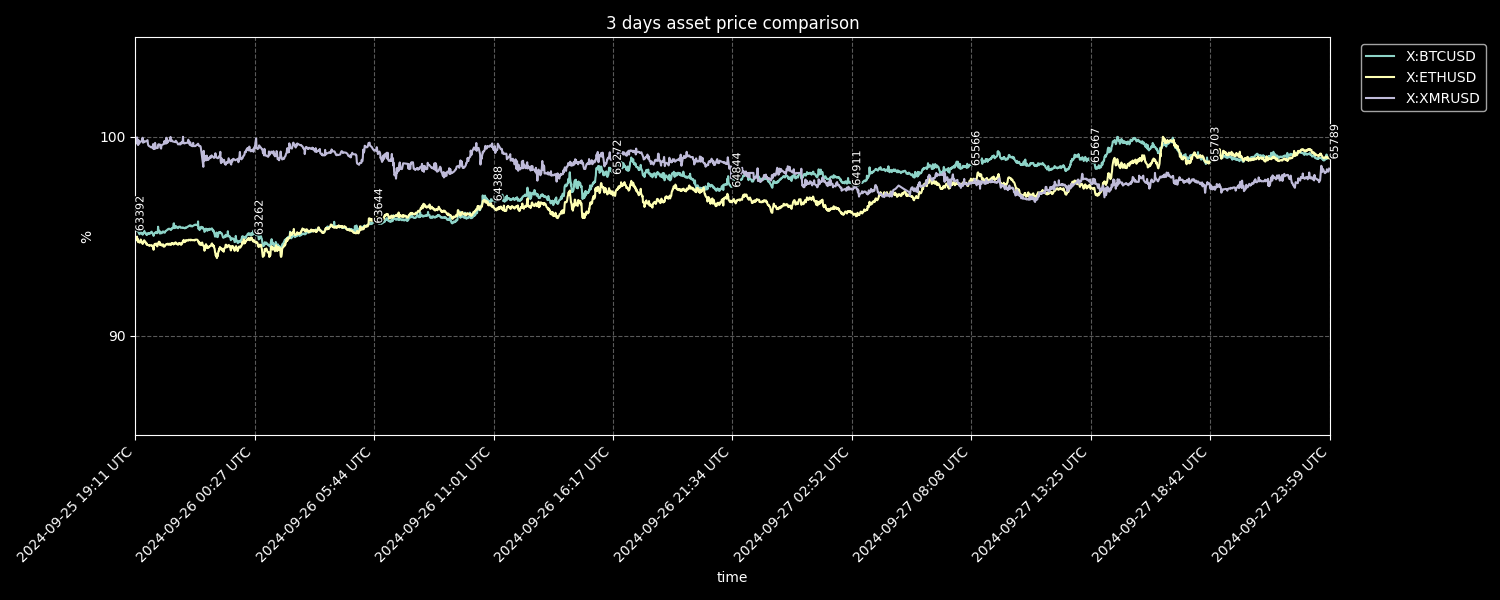 3 days asset price comparison
X:BTCUSD
X:ETHUSD
X:XMRUSD
100
90
%
63392
63262
63644
64388
65272
64844
64911
65566
65667
65703
65789
2024-09-25 19:11 UTC
2024-09-26 00:27 UTC
2024-09-26 05:44 UTC
2024-09-26 11:01 UTC
2024-09-26 16:17 UTC
2024-09-26 21:34 UTC
2024-09-27 02:52 UTC
2024-09-27 08:08 UTC
2024-09-27 13:25 UTC
2024-09-27 18:42 UTC
2024-09-27 23:59 UTC
time